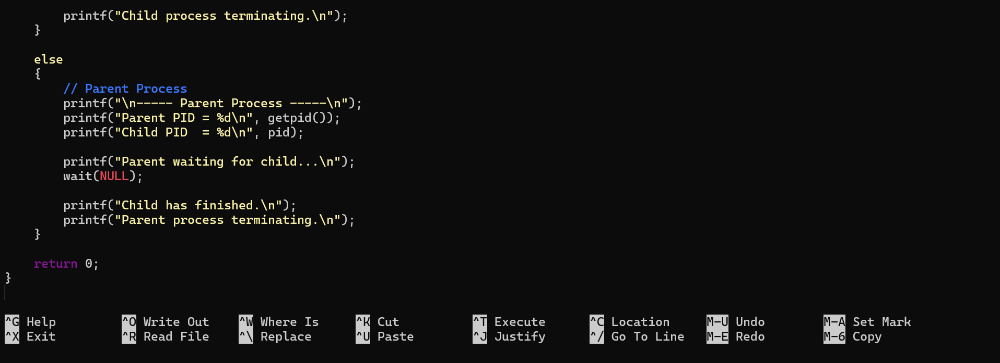 printf("Child process terminating.\n");
    }

    else
    {
        // Parent Process
        printf("\n----- Parent Process -----\n");
        printf("Parent PID = %d\n", getpid());
        printf("Child PID  = %d\n", pid);

        printf("Parent waiting for child...\n");
        wait(NULL);

        printf("Child has finished.\n");
        printf("Parent process terminating.\n");
    }

    return 0;
}

^G Help         ^O Write Out    ^W Where Is     ^K Cut          ^T Execute      ^C Location     M-U Undo        M-A Set Mark
^X Exit         ^R Read File    ^\ Replace      ^U Paste        ^J Justify      ^/ Go To Line   M-E Redo        M-6 Copy